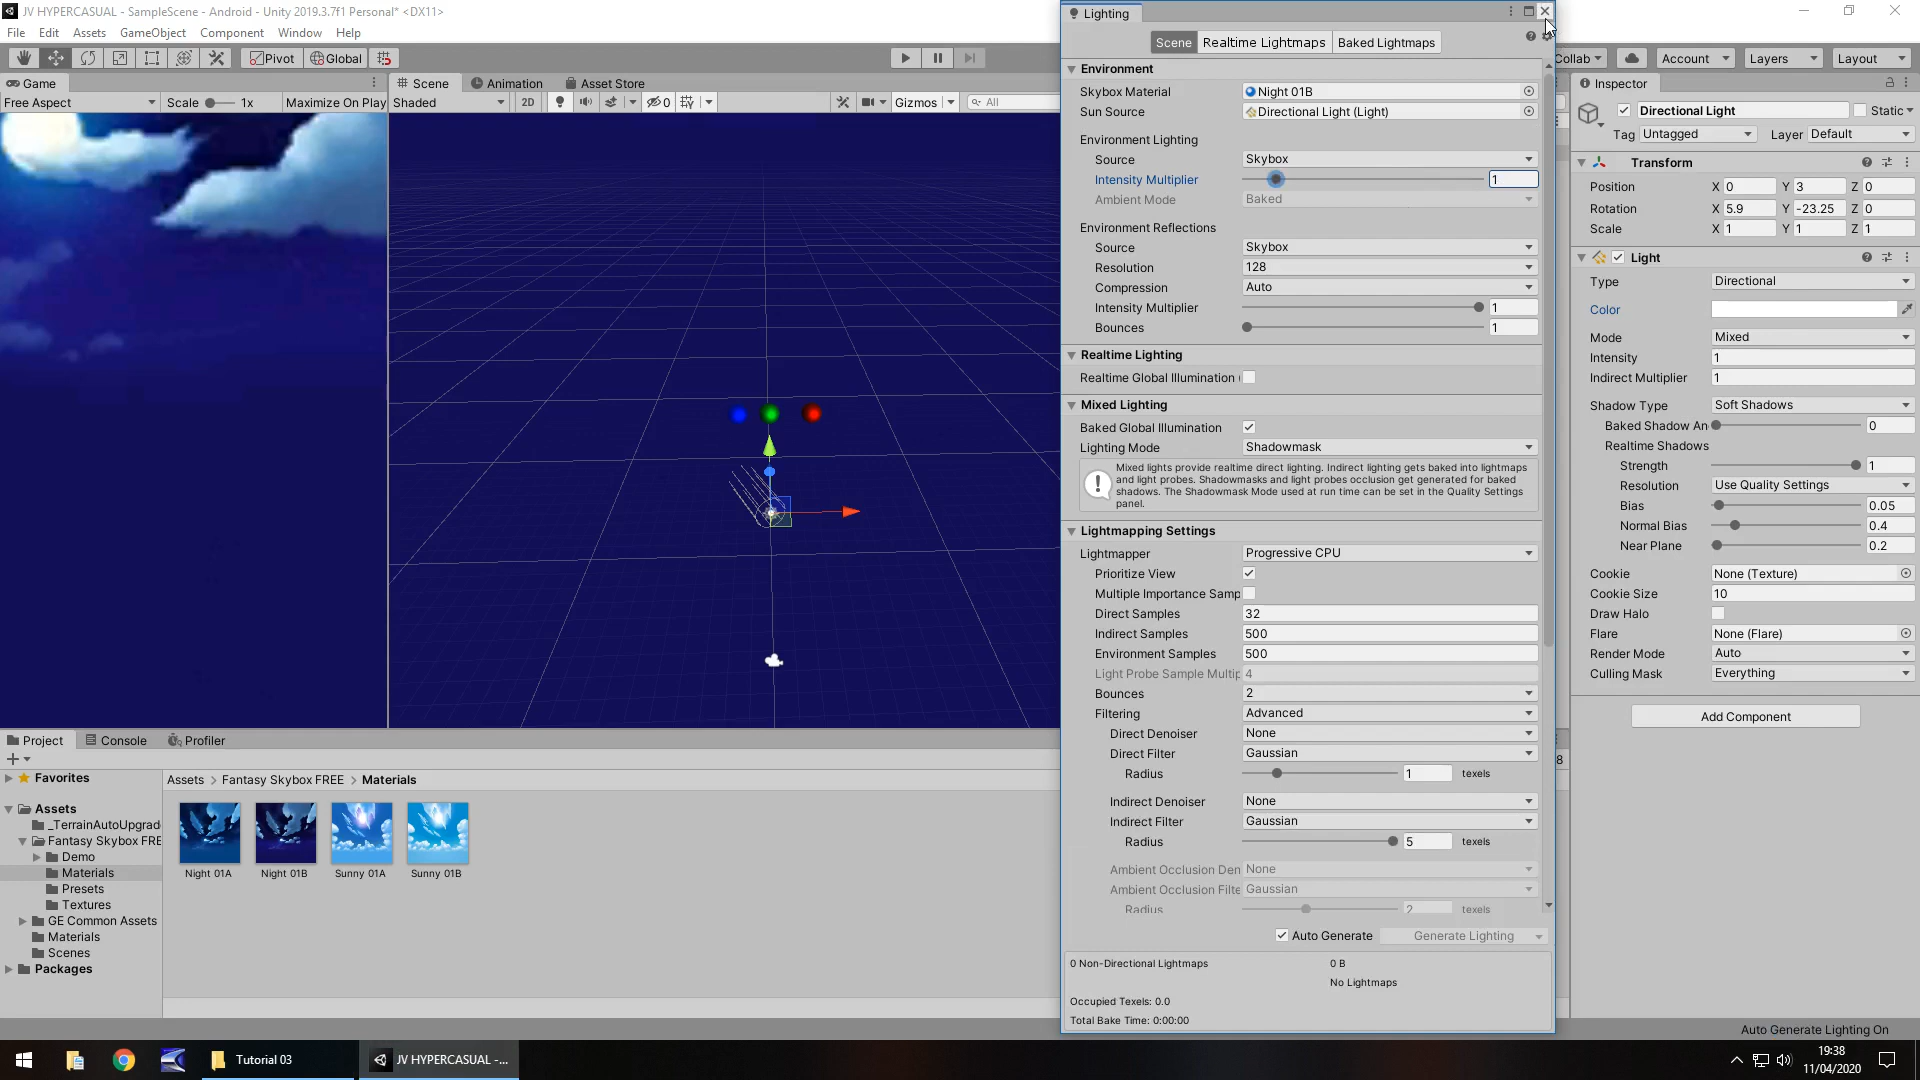 JV HYPERCASUAL - SampleScene - Android - Unity 2019.3.7f1 Personal* <DX11>
File Edit Assets GameObject Component Window Help
Pivot Global
Collab Account Layers Layout
Game
Free Aspect Scale 1x Maximize On Play
Scene Animation Asset Store
Shaded 2D 0 Gizmos All
Lighting
Scene Realtime Lightmaps Baked Lightmaps
Environment
Skybox Material Night 01B
Sun Source Directional Light (Light)
Environment Lighting
Source Skybox
Intensity Multiplier 1
Ambient Mode Baked
Environment Reflections
Source Skybox
Resolution 128
Compression Auto
Intensity Multiplier 1
Bounces 1
Realtime Lighting
Realtime Global Illumination (
Mixed Lighting
Baked Global Illumination
Lighting Mode Shadowmask
Mixed lights provide realtime direct lighting. Indirect lighting gets baked into lightmaps
and light probes. Shadowmasks and light probes occlusion get generated for baked
shadows. The Shadowmask Mode used at run time can be set in the Quality Settings
panel.
Lightmapping Settings
Lightmapper Progressive CPU
Prioritize View
Multiple Importance Samp
Direct Samples 32
Indirect Samples 500
Environment Samples 500
Light Probe Sample Multip 4
Bounces 2
Filtering Advanced
Direct Denoiser None
Direct Filter Gaussian
Radius 1 texels
Indirect Denoiser None
Indirect Filter Gaussian
Radius 5 texels
Ambient Occlusion Den None
Ambient Occlusion Filte Gaussian
Radius 2 texels
Auto Generate Generate Lighting
0 Non-Directional Lightmaps 0 B
No Lightmaps
Occupied Texels: 0.0
Total Bake Time: 0:00:00
Inspector
Directional Light Static
Tag Untagged Layer Default
Transform
Position X 0 Y 3 Z 0
Rotation X 5.9 Y -23.25 Z 0
Scale X 1 Y 1 Z 1
Light
Type Directional
Color
Mode Mixed
Intensity 1
Indirect Multiplier 1
Shadow Type Soft Shadows
Baked Shadow An 0
Realtime Shadows
Strength 1
Resolution Use Quality Settings
Bias 0.05
Normal Bias 0.4
Near Plane 0.2
Cookie None (Texture)
Cookie Size 10
Draw Halo
Flare None (Flare)
Render Mode Auto
Culling Mask Everything
Add Component
Project Console Profiler
8
Favorites
Assets
_TerrainAutoUpgrad
Fantasy Skybox FRE
Demo
Materials
Presets
Textures
GE Common Assets
Materials
Scenes
Packages
Assets > Fantasy Skybox FREE > Materials
Night 01A Night 01B Sunny 01A Sunny 01B
Auto Generate Lighting On
Tutorial 03 JV HYPERCASUAL -...
19:38
11/04/2020